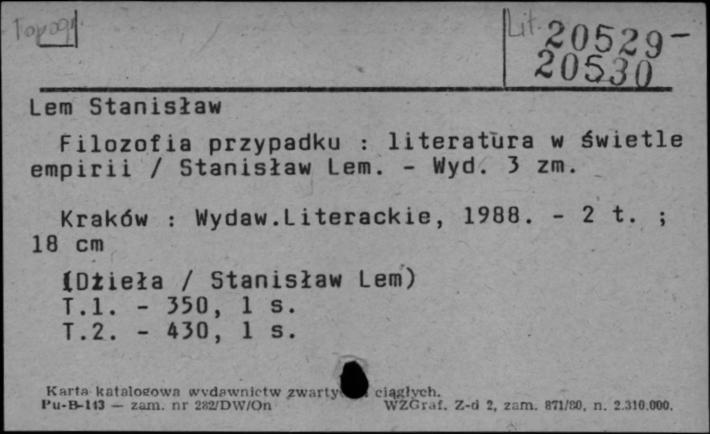 Topogr.
Lit. 20529-
20530
Lem Stanisław
Filozofia przypadku : literatura w świetle
empirii / Stanisław Lem. - Wyd. 3 zm.
Kraków : Wydaw.Literackie, 1988. - 2 t. ;
18 cm
(Dzieła / Stanisław Lem)
T.1. - 350, 1 s.
T.2. - 430, 1 s.
Karta katalogowa wydawnictw zwarty ciągłych.
Pu-B-143 — zam. nr 282/DW/On WZGraf. Z-d 2, zam. 871/80, n. 2.310.000.